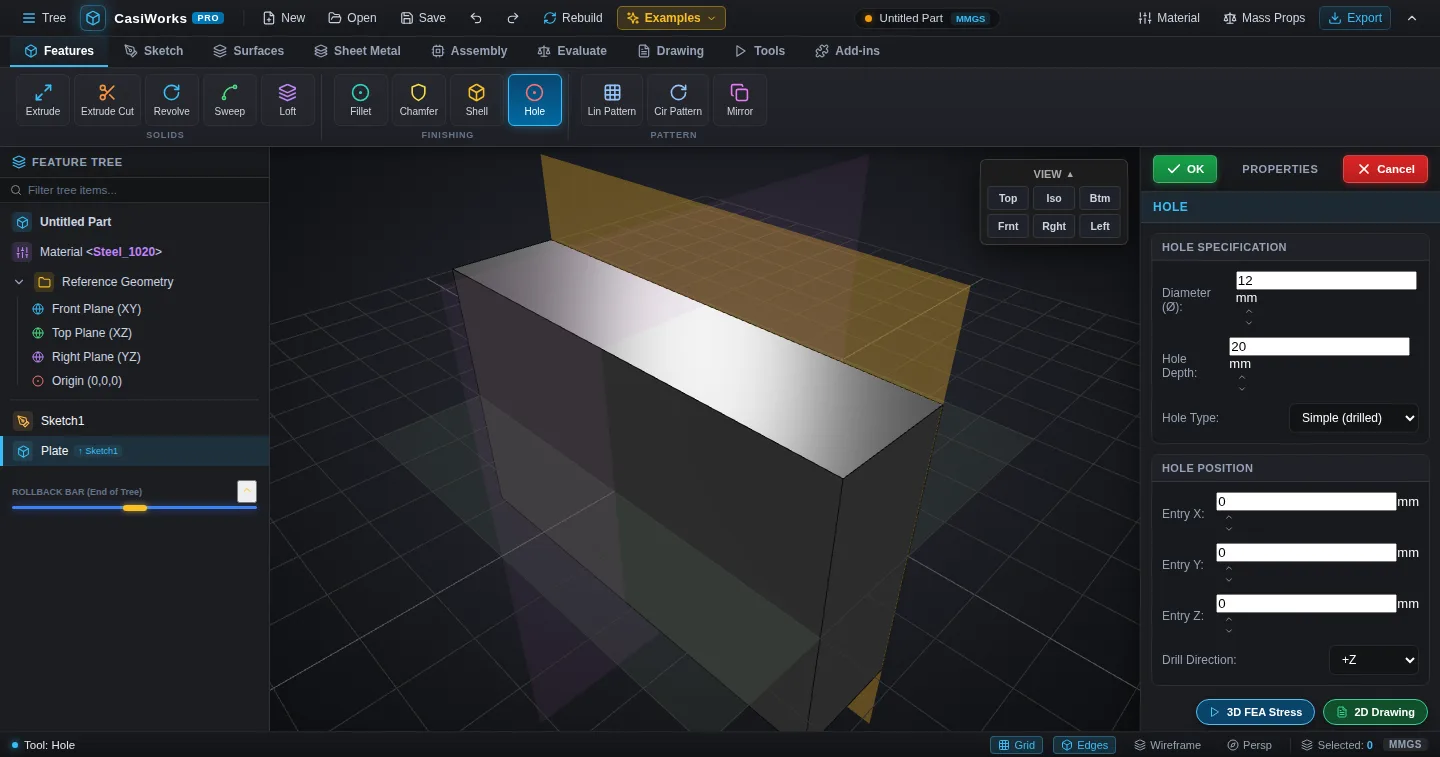 Tree CasiWorks PRO New Open Save Rebuild Examples Untitled Part MMGS Material Mass Props Export
Features Sketch Surfaces Sheet Metal Assembly Evaluate Drawing Tools Add-ins
Extrude Extrude Cut Revolve Sweep Loft Fillet Chamfer Shell Hole Lin Pattern Cir Pattern Mirror
SOLIDS FINISHING PATTERN
FEATURE TREE
Filter tree items...
Untitled Part
Material <Steel_1020>
Reference Geometry
Front Plane (XY)
Top Plane (XZ)
Right Plane (YZ)
Origin (0,0,0)
Sketch1
Plate ↑ Sketch1
ROLLBACK BAR (End of Tree)
VIEW ▲
Top Iso Btm
Frnt Rght Left
OK PROPERTIES Cancel
HOLE
HOLE SPECIFICATION
Diameter (Ø): 12 mm
Hole Depth: 20 mm
Hole Type: Simple (drilled)
HOLE POSITION
Entry X: 0 mm
Entry Y: 0 mm
Entry Z: 0 mm
Drill Direction: +Z
3D FEA Stress 2D Drawing
Tool: Hole Grid Edges Wireframe Persp Selected: 0 MMGS